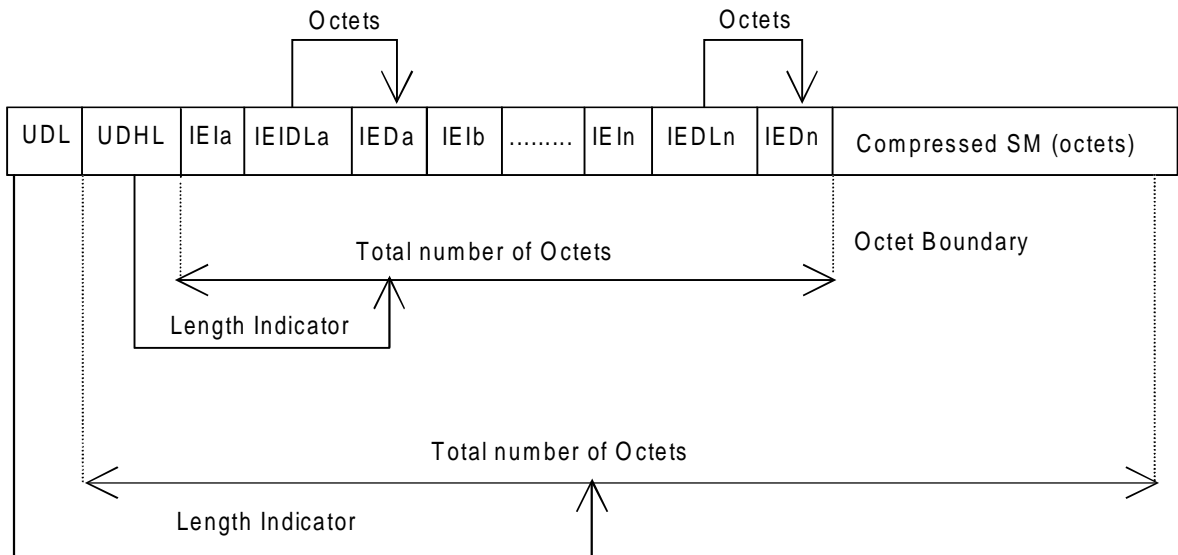 Octets Octets
UDL UDHL IEIa IEIDLa IEDa IEIb ......... IEIn IEDLn IEDn Compressed SM (octets)
Octet Boundary
Total number of Octets
Length Indicator
Total number of Octets
Length Indicator